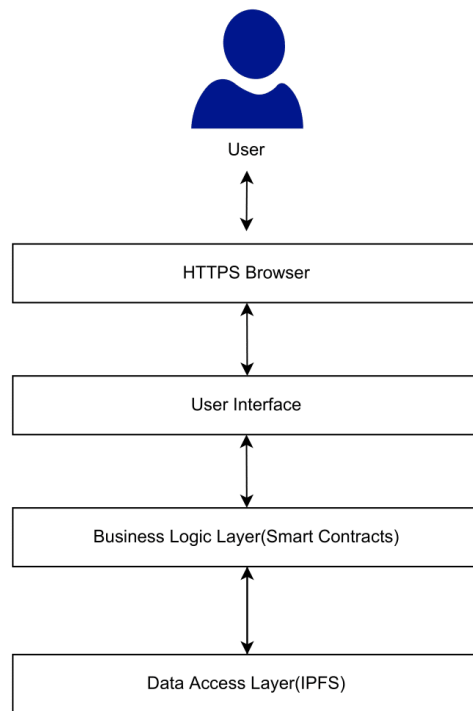 User
HTTPS Browser
User Interface
Business Logic Layer(Smart Contracts)
Data Access Layer(IPFS)